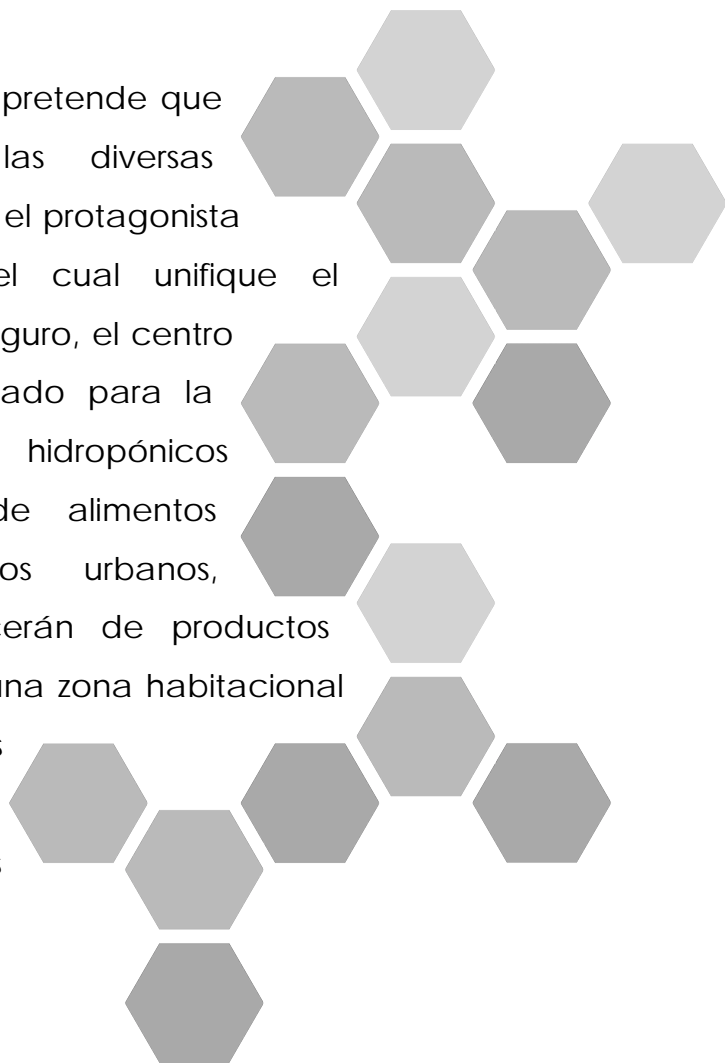 pretende que
las diversas
el protagonista
el cual unifique el
guro, el centro
ado para la
hidropónicos
de alimentos
os urbanos,
cerán de productos
una zona habitacional
s
s